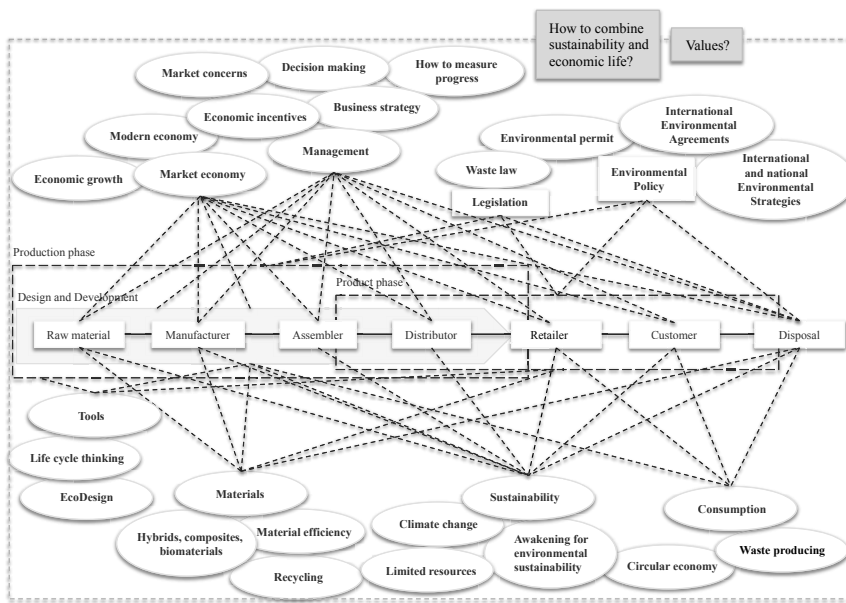 How to combine
sustainability and
economic life?
Values?
Market concerns
Decision making
How to measure
progress
Economic incentives
Business strategy
Modern economy
Management
Economic growth
Market economy
Environmental permit
International
Environmental
Agreements
Waste law
Legislation
Environmental
Policy
International
and national
Environmental
Strategies
Production phase
Design and Development
Product phase
Raw material
Manufacturer
Assembler
Distributor
Retailer
Customer
Disposal
Tools
Life cycle thinking
EcoDesign
Materials
Hybrids, composites,
biomaterials
Material efficiency
Recycling
Sustainability
Climate change
Limited resources
Awakening for
environmental
sustainability
Consumption
Circular economy
Waste producing